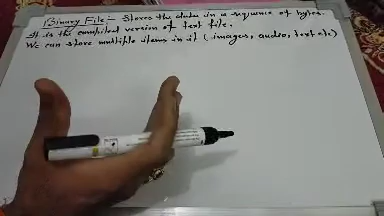 Binary File :- Stores the data in a sequence of bytes.
It is the compiled version of text file.
We can store multiple items in it (images, audio, text etc)